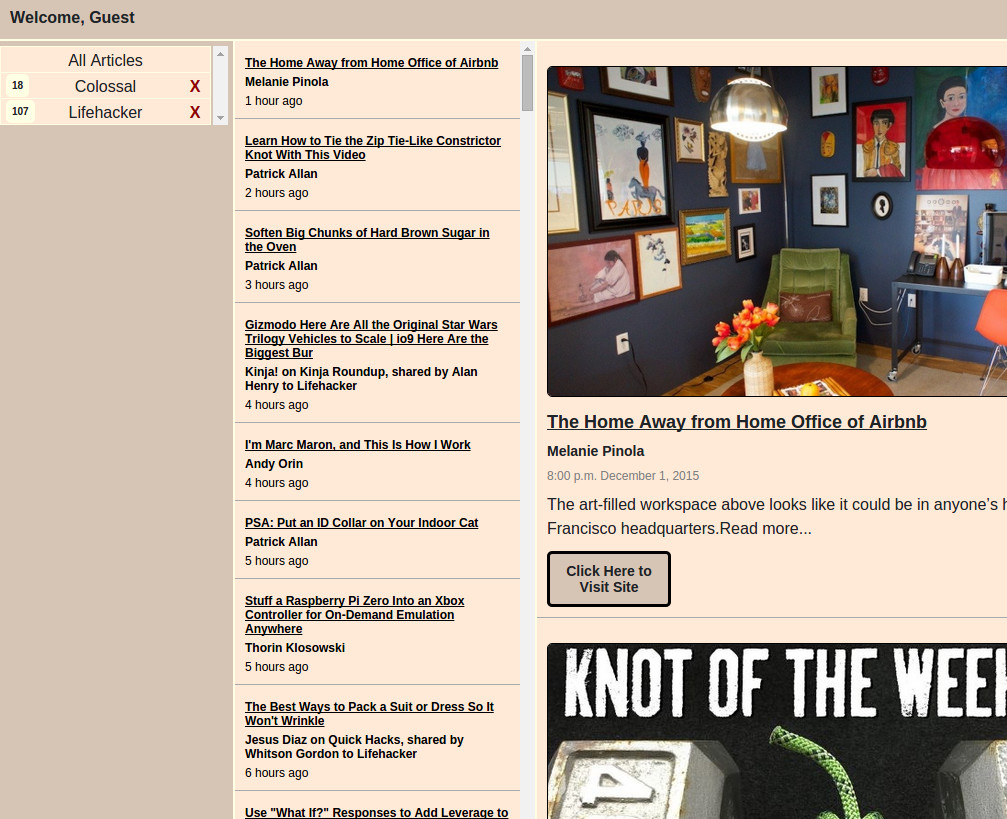 Welcome, Guest
All Articles
18
Colossal
X
107
Lifehacker
X
The Home Away from Home Office of Airbnb
Melanie Pinola
1 hour ago
Learn How to Tie the Zip Tie-Like Constrictor
Knot With This Video
Patrick Allan
2 hours ago
Soften Big Chunks of Hard Brown Sugar in
the Oven
Patrick Allan
3 hours ago
Gizmodo Here Are All the Original Star Wars
Trilogy Vehicles to Scale | io9 Here Are the
Biggest Bur
Kinja! on Kinja Roundup, shared by Alan
Henry to Lifehacker
4 hours ago
I'm Marc Maron, and This Is How I Work
Andy Orin
4 hours ago
PSA: Put an ID Collar on Your Indoor Cat
Patrick Allan
5 hours ago
Stuff a Raspberry Pi Zero Into an Xbox
Controller for On-Demand Emulation
Anywhere
Thorin Klosowski
5 hours ago
The Best Ways to Pack a Suit or Dress So It
Won't Wrinkle
Jesus Diaz on Quick Hacks, shared by
Whitson Gordon to Lifehacker
6 hours ago
Use "What If?" Responses to Add Leverage to
PARIS
The Home Away from Home Office of Airbnb
Melanie Pinola
8:00 p.m. December 1, 2015
The art-filled workspace above looks like it could be in anyone's h
Francisco headquarters.Read more...
Click Here to
Visit Site
KNOT OF THE WEE
4